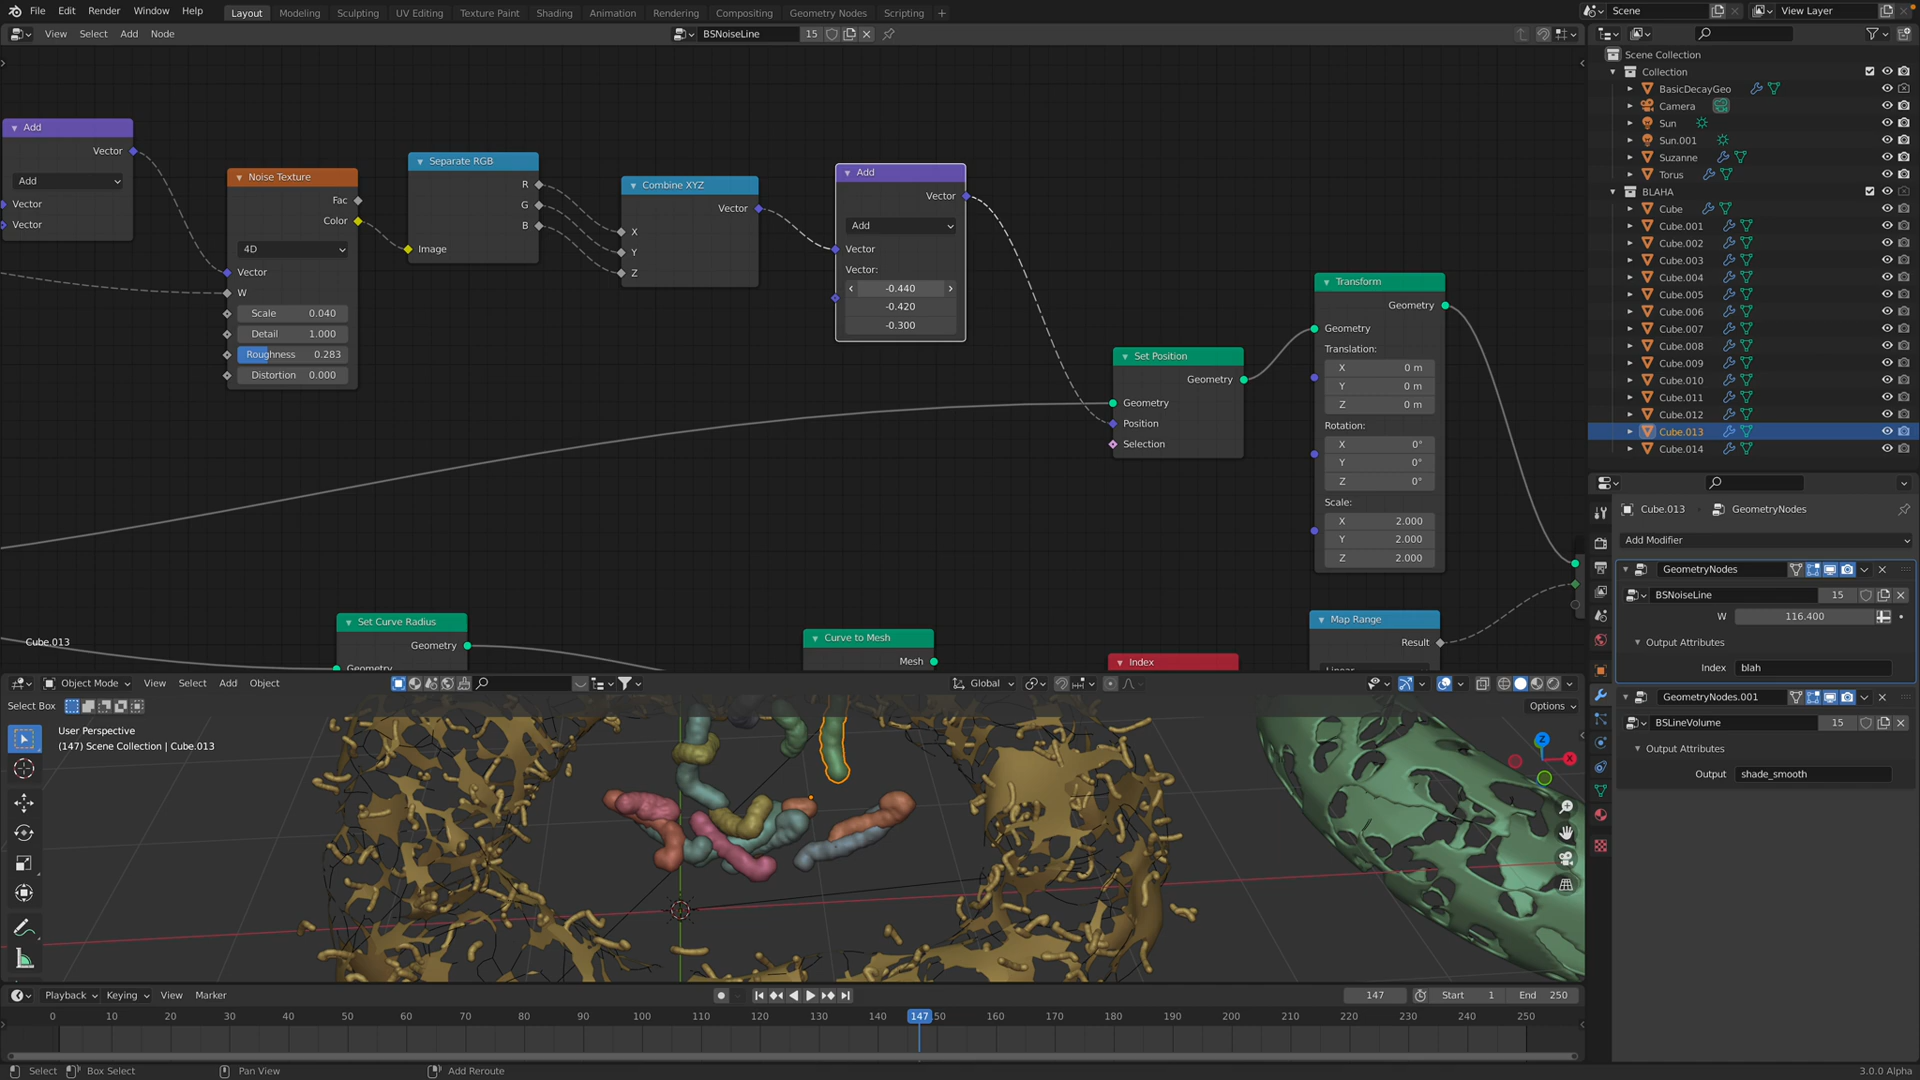 File Edit Render Window Help Layout Modeling Sculpting UV Editing Texture Paint Shading Animation Rendering Compositing Geometry Nodes Scripting + Scene View Layer
View Select Add Node BSNoiseLine 15
Scene Collection
Collection
BasicDecayGeo
Camera
Sun
Sun.001
Suzanne
Torus
BLAHA
Cube
Cube.001
Cube.002
Cube.003
Cube.004
Cube.005
Cube.006
Cube.007
Cube.008
Cube.009
Cube.010
Cube.011
Cube.012
Cube.013
Cube.014
Add
Vector
Add
Vector
Vector
Noise Texture
Fac
Color
4D
Vector
W
Scale 0.040
Detail 1.000
Roughness 0.283
Distortion 0.000
Separate RGB
R
G
B
Image
Combine XYZ
Vector
X
Y
Z
Add
Vector
Add
Vector
Vector:
-0.440
-0.420
-0.300
Set Position
Geometry
Geometry
Position
Selection
Transform
Geometry
Geometry
Translation:
X 0 m
Y 0 m
Z 0 m
Rotation:
X 0°
Y 0°
Z 0°
Scale:
X 2.000
Y 2.000
Z 2.000
Cube.013
Set Curve Radius
Geometry
Geometry
Curve to Mesh
Mesh
Index
Map Range
Result
Linear
Cube.013 GeometryNodes
Add Modifier
GeometryNodes
BSNoiseLine 15
W 116.400
Output Attributes
Index blah
GeometryNodes.001
BSLineVolume 15
Output Attributes
Output shade_smooth
Object Mode View Select Add Object Global
Select Box Options
User Perspective
(147) Scene Collection | Cube.013
Z
X
Playback Keying View Marker 147 Start 1 End 250
0 10 20 30 40 50 60 70 80 90 100 110 120 130 140 147 50 160 170 180 190 200 210 220 230 240 250
Select Box Select Pan View Add Reroute 3.0.0 Alpha